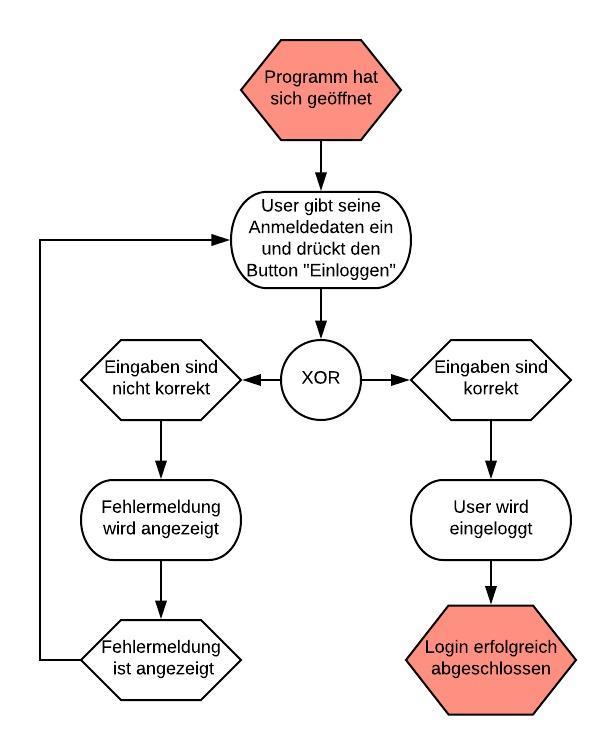 Programm hat
sich geöffnet
User gibt seine
Anmeldedaten ein
und drückt den
Button "Einloggen"
XOR
Eingaben sind
nicht korrekt
Eingaben sind
korrekt
Fehlermeldung
wird angezeigt
User wird
eingeloggt
Fehlermeldung
ist angezeigt
Login erfolgreich
abgeschlossen